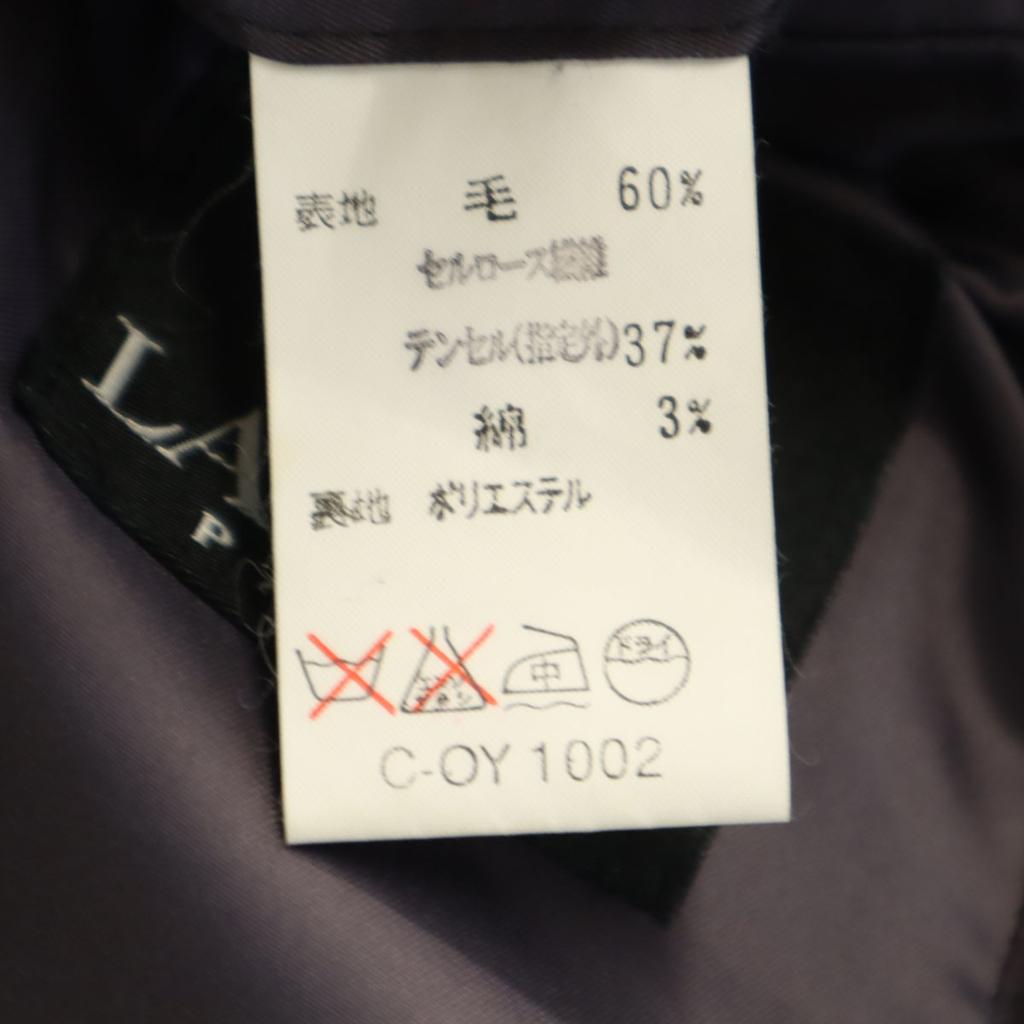 表地 毛 60%
セルロース繊維
テンセル(指定外)37%
綿 3%
裏地 ポリエステル
中 ドライ
C-OY 1002
LA
P